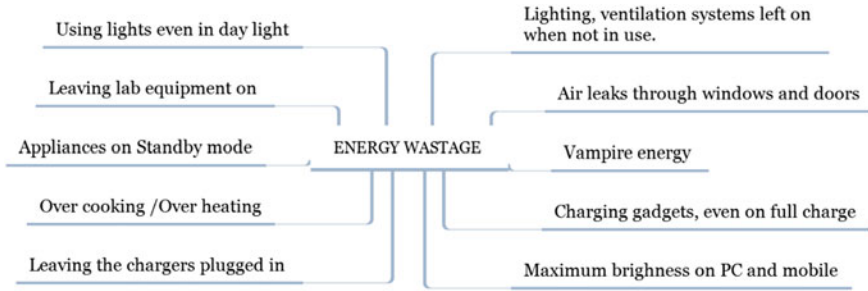 Using lights even in day light
Leaving lab equipment on
Appliances on Standby mode
Over cooking /Over heating
Leaving the chargers plugged in
ENERGY WASTAGE
Lighting, ventilation systems left on
when not in use.
Air leaks through windows and doors
Vampire energy
Charging gadgets, even on full charge
Maximum brighness on PC and mobile